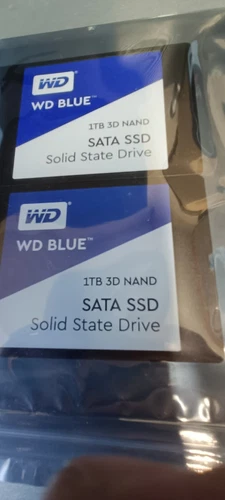 WD
WD BLUE™
1TB 3D NAND
SATA SSD
Solid State Drive
WD
WD BLUE™
1TB 3D NAND
SATA SSD
Solid State Drive